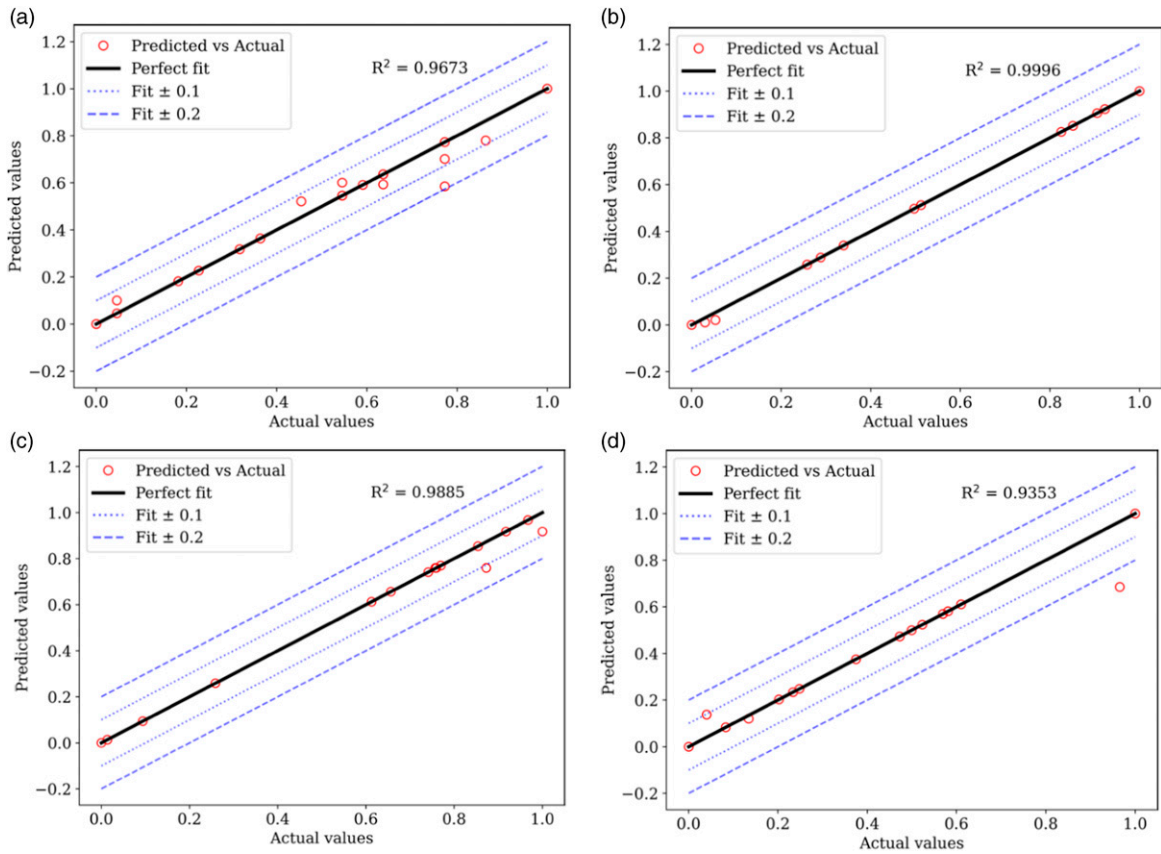 (a)
1.2
1.0
0.8
0.6
0.4
0.2
0.0
−0.2
Predicted values
Predicted vs Actual
Perfect fit
Fit ± 0.1
Fit ± 0.2
R² = 0.9673
0.0 0.2 0.4 0.6 0.8 1.0
Actual values
(b)
1.2
1.0
0.8
0.6
0.4
0.2
0.0
−0.2
Predicted values
Predicted vs Actual
Perfect fit
Fit ± 0.1
Fit ± 0.2
R² = 0.9996
0.0 0.2 0.4 0.6 0.8 1.0
Actual values
(c)
1.2
1.0
0.8
0.6
0.4
0.2
0.0
−0.2
Predicted values
Predicted vs Actual
Perfect fit
Fit ± 0.1
Fit ± 0.2
R² = 0.9885
0.0 0.2 0.4 0.6 0.8 1.0
Actual values
(d)
1.2
1.0
0.8
0.6
0.4
0.2
0.0
−0.2
Predicted values
Predicted vs Actual
Perfect fit
Fit ± 0.1
Fit ± 0.2
R² = 0.9353
0.0 0.2 0.4 0.6 0.8 1.0
Actual values